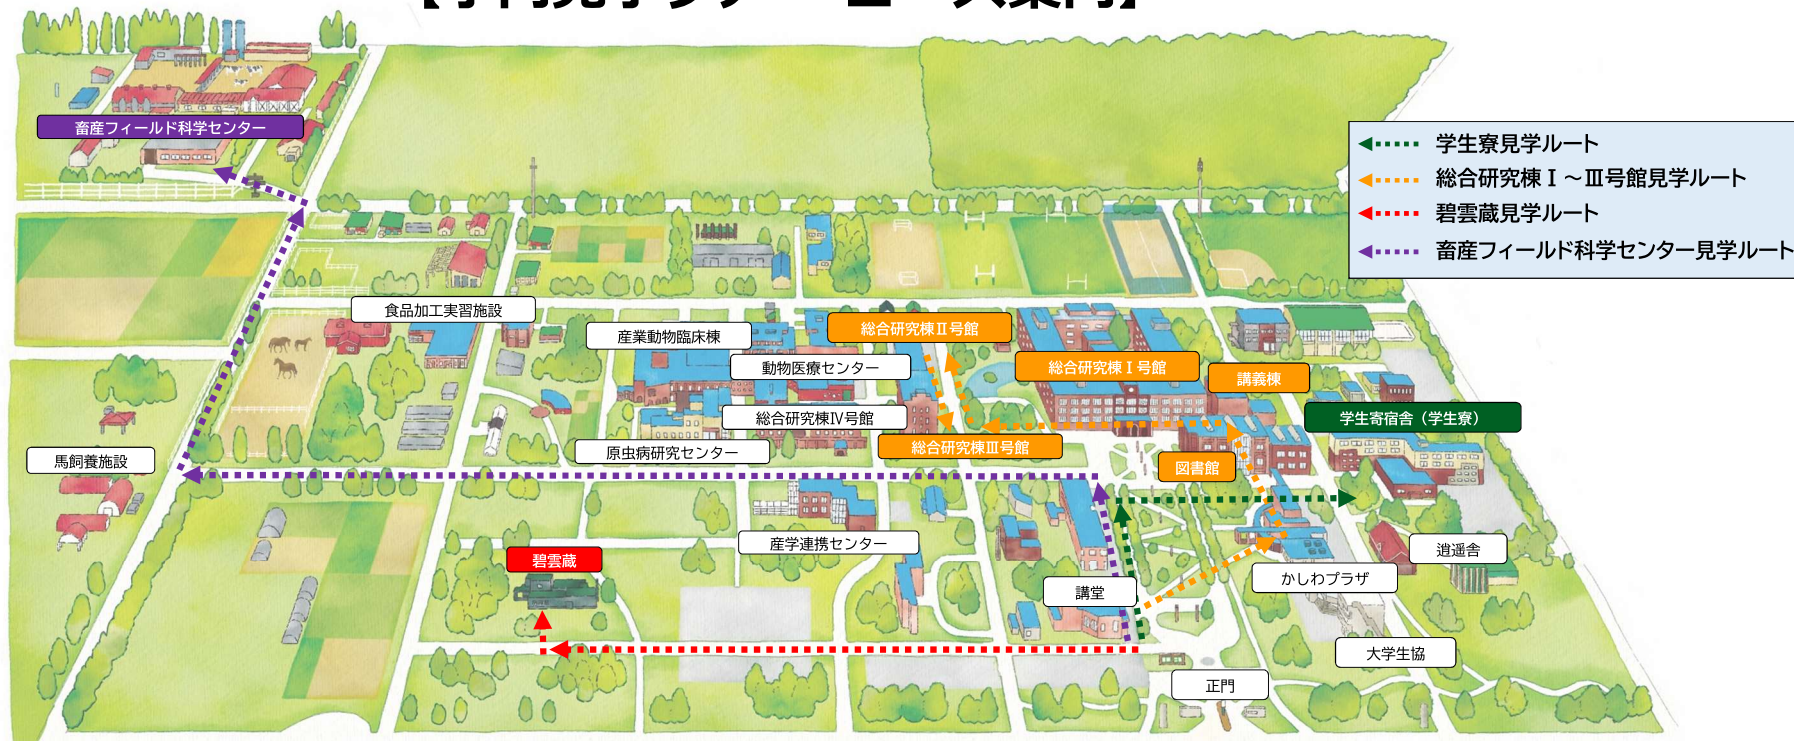 畜産フィールド科学センター
学生寮見学ルート
総合研究棟Ⅰ～Ⅲ号館見学ルート
碧雲蔵見学ルート
畜産フィールド科学センター見学ルート
食品加工実習施設
産業動物臨床棟
総合研究棟Ⅱ号館
動物医療センター
総合研究棟Ⅰ号館
講義棟
総合研究棟Ⅳ号館
学生寄宿舎（学生寮）
原虫病研究センター
総合研究棟Ⅲ号館
馬飼養施設
図書館
産学連携センター
碧雲蔵
逍遥舎
講堂
かしわプラザ
大学生協
正門